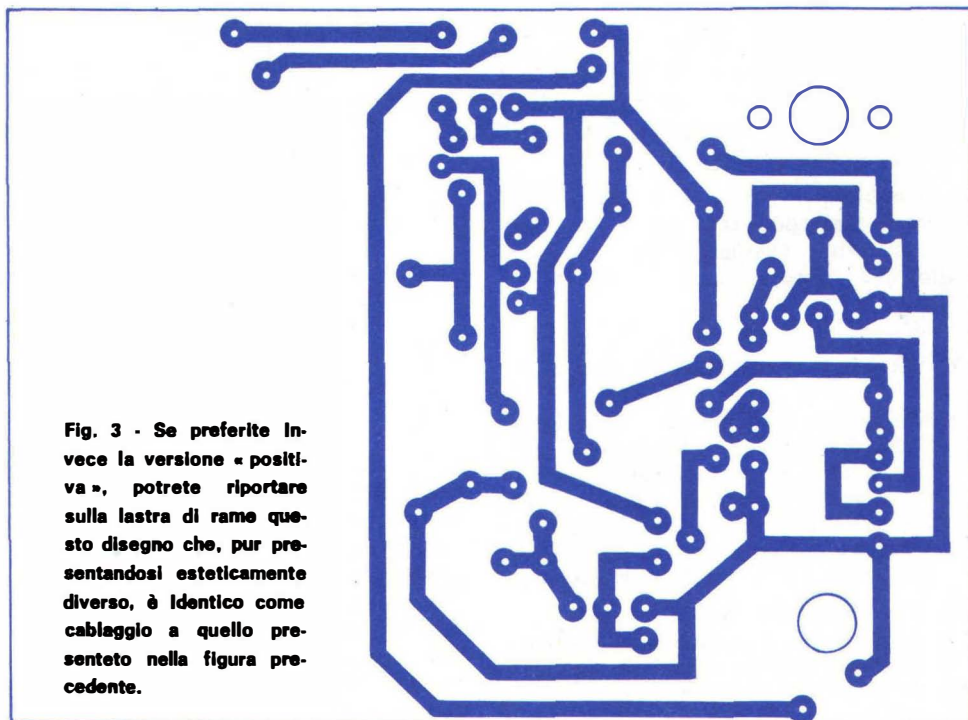 Fig. 3 - Se preferite in-
vece la versione « positi-
va », potrete riportare
sulla lastra di rame que-
sto disegno che, pur pre-
sentandosi esteticamente
diverso, è identico come
cablaggio a quello pre-
senteto nella figura pre-
cedente.